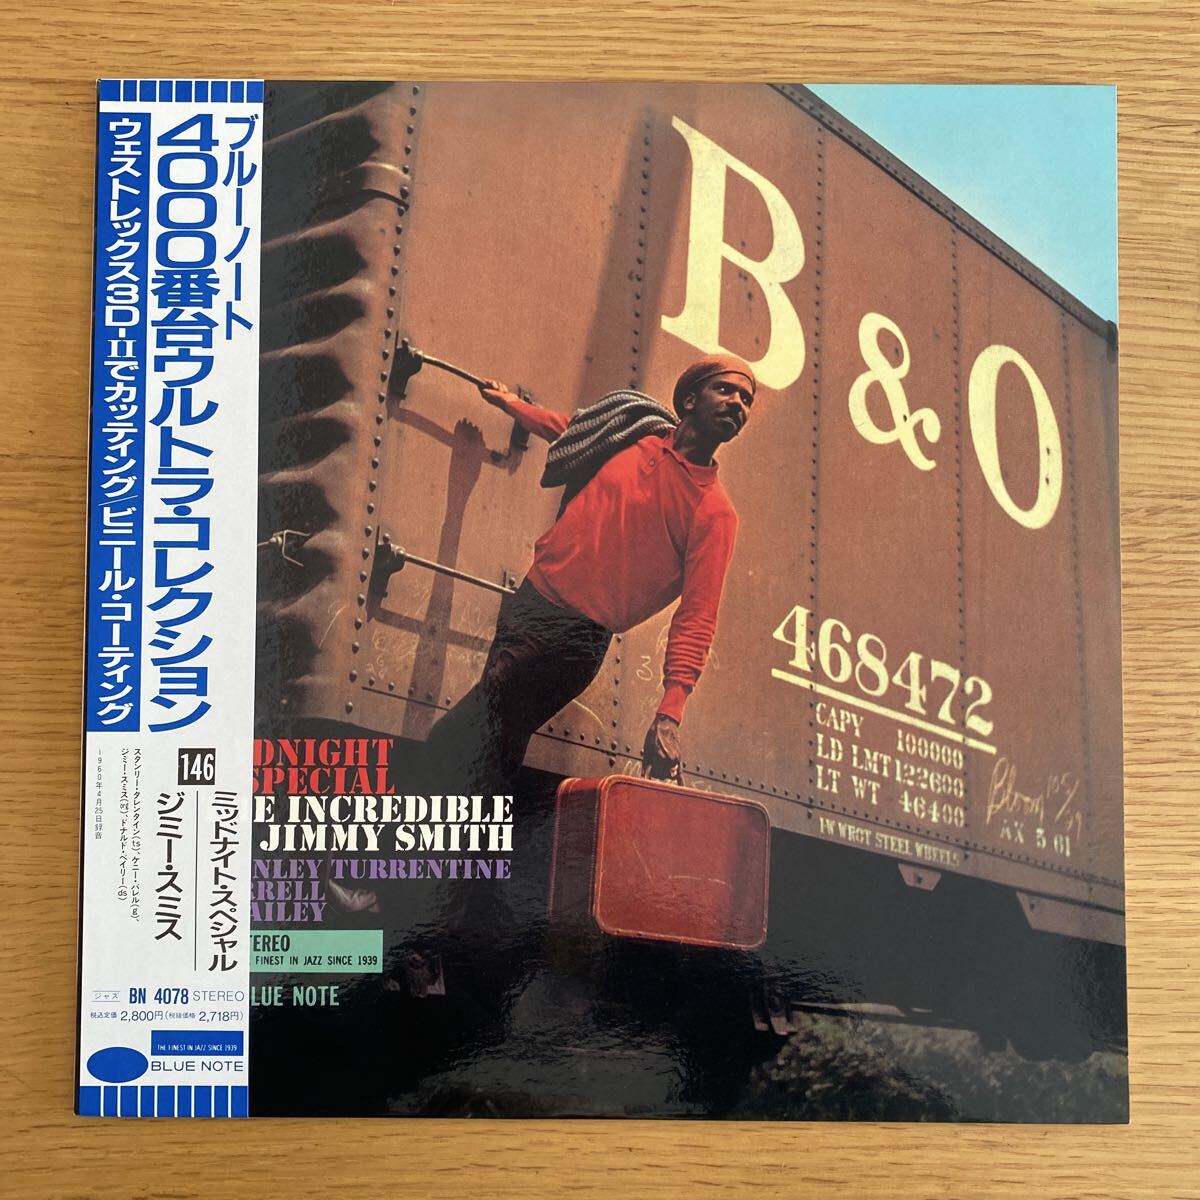 ブルーノート
4000番台ウルトラ・コレクション
ウェストレックス3D-IIでカッティング/ビニール・コーティング
146
ミッドナイト・スペシャル
ジミー・スミス
スタンリー・タレンタイン(ts)、ケニー・バレル(g)、
ジミー・スミス(org)、ドナルド・ベイリー(ds)
1960年4月25日録音
ジャズ BN 4078 STEREO
税込定価 2,800円(税抜価格 2,718円)
THE FINEST IN JAZZ SINCE 1939
BLUE NOTE
B & O
468472
CAPY 100000
LD LMT 122600
LT WT 46400
AX 5 61
1-W WRGT STEEL WHEELS
DNIGHT
SPECIAL
E INCREDIBLE
JIMMY SMITH
NLEY TURRENTINE
RRELL
AILEY
TEREO
FINEST IN JAZZ SINCE 1939
LUE NOTE